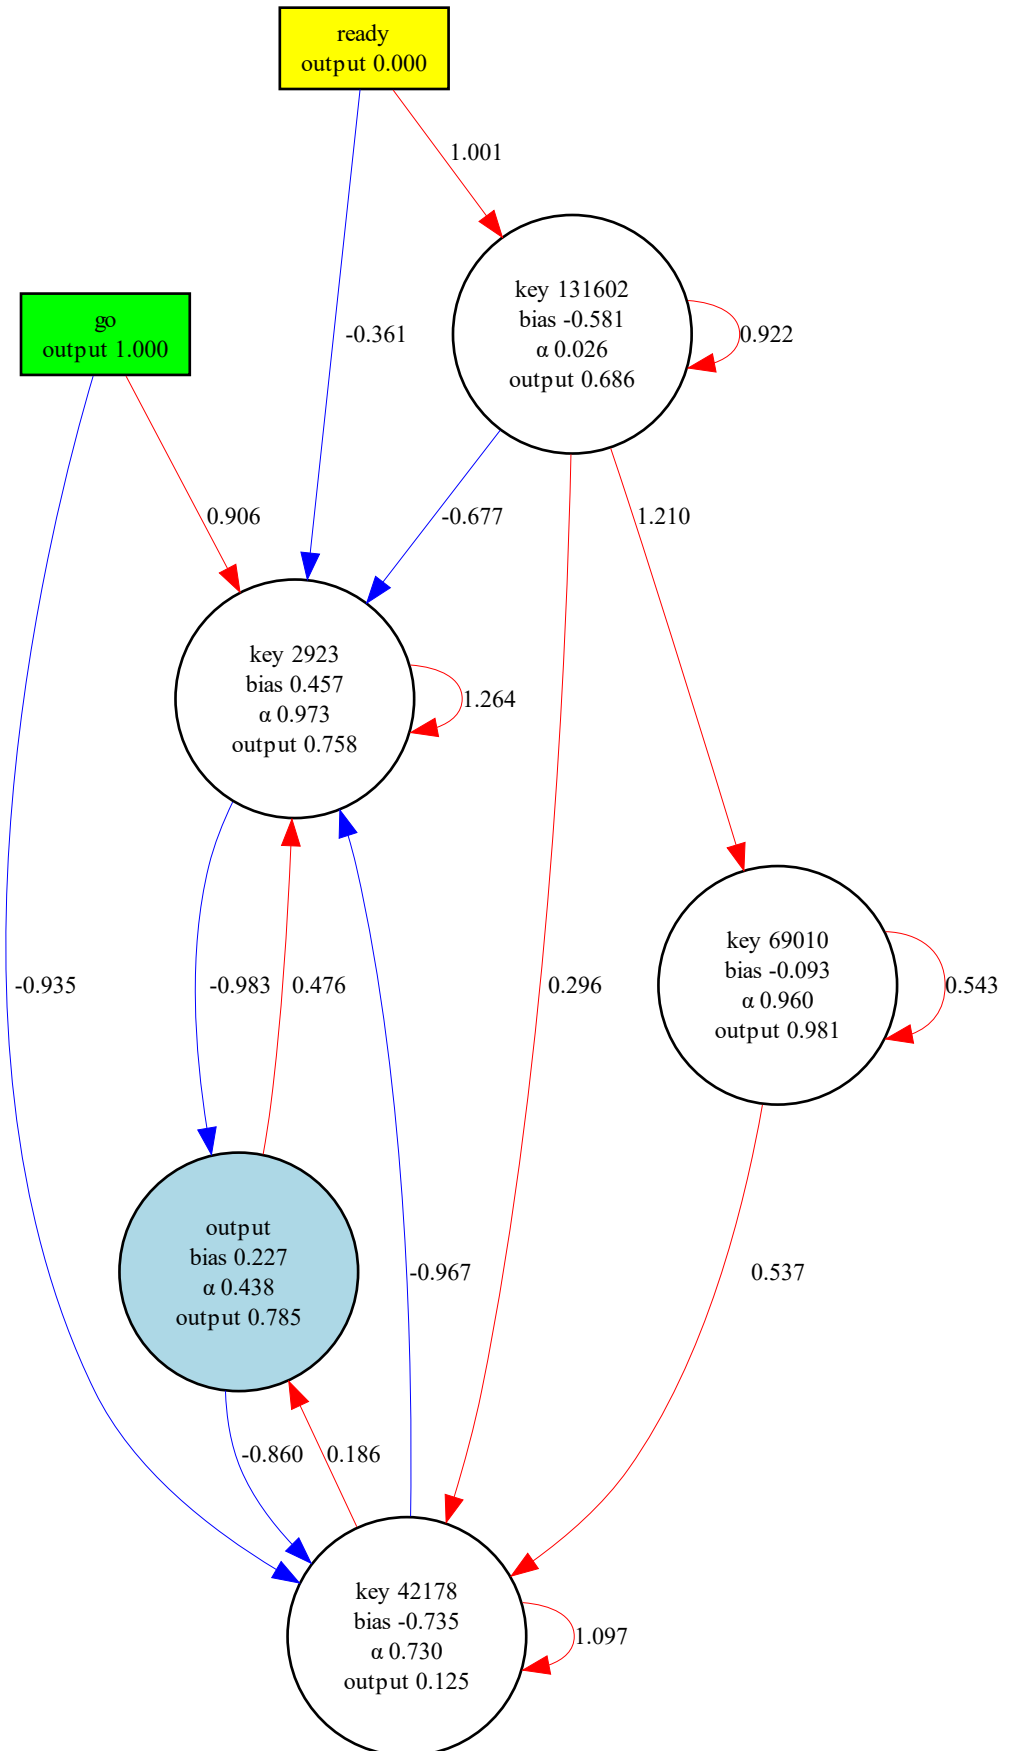 ready
output 0.000
1.001
key 131602
bias -0.581
α 0.026
output 0.686
0.922
-0.361
go
output 1.000
0.906
-0.677
1.210
key 2923
bias 0.457
α 0.973
output 0.758
1.264
key 69010
bias -0.093
α 0.960
output 0.981
0.543
-0.935
-0.983
0.476
0.296
output
bias 0.227
α 0.438
output 0.785
-0.967
0.537
-0.860
0.186
key 42178
bias -0.735
α 0.730
output 0.125
1.097